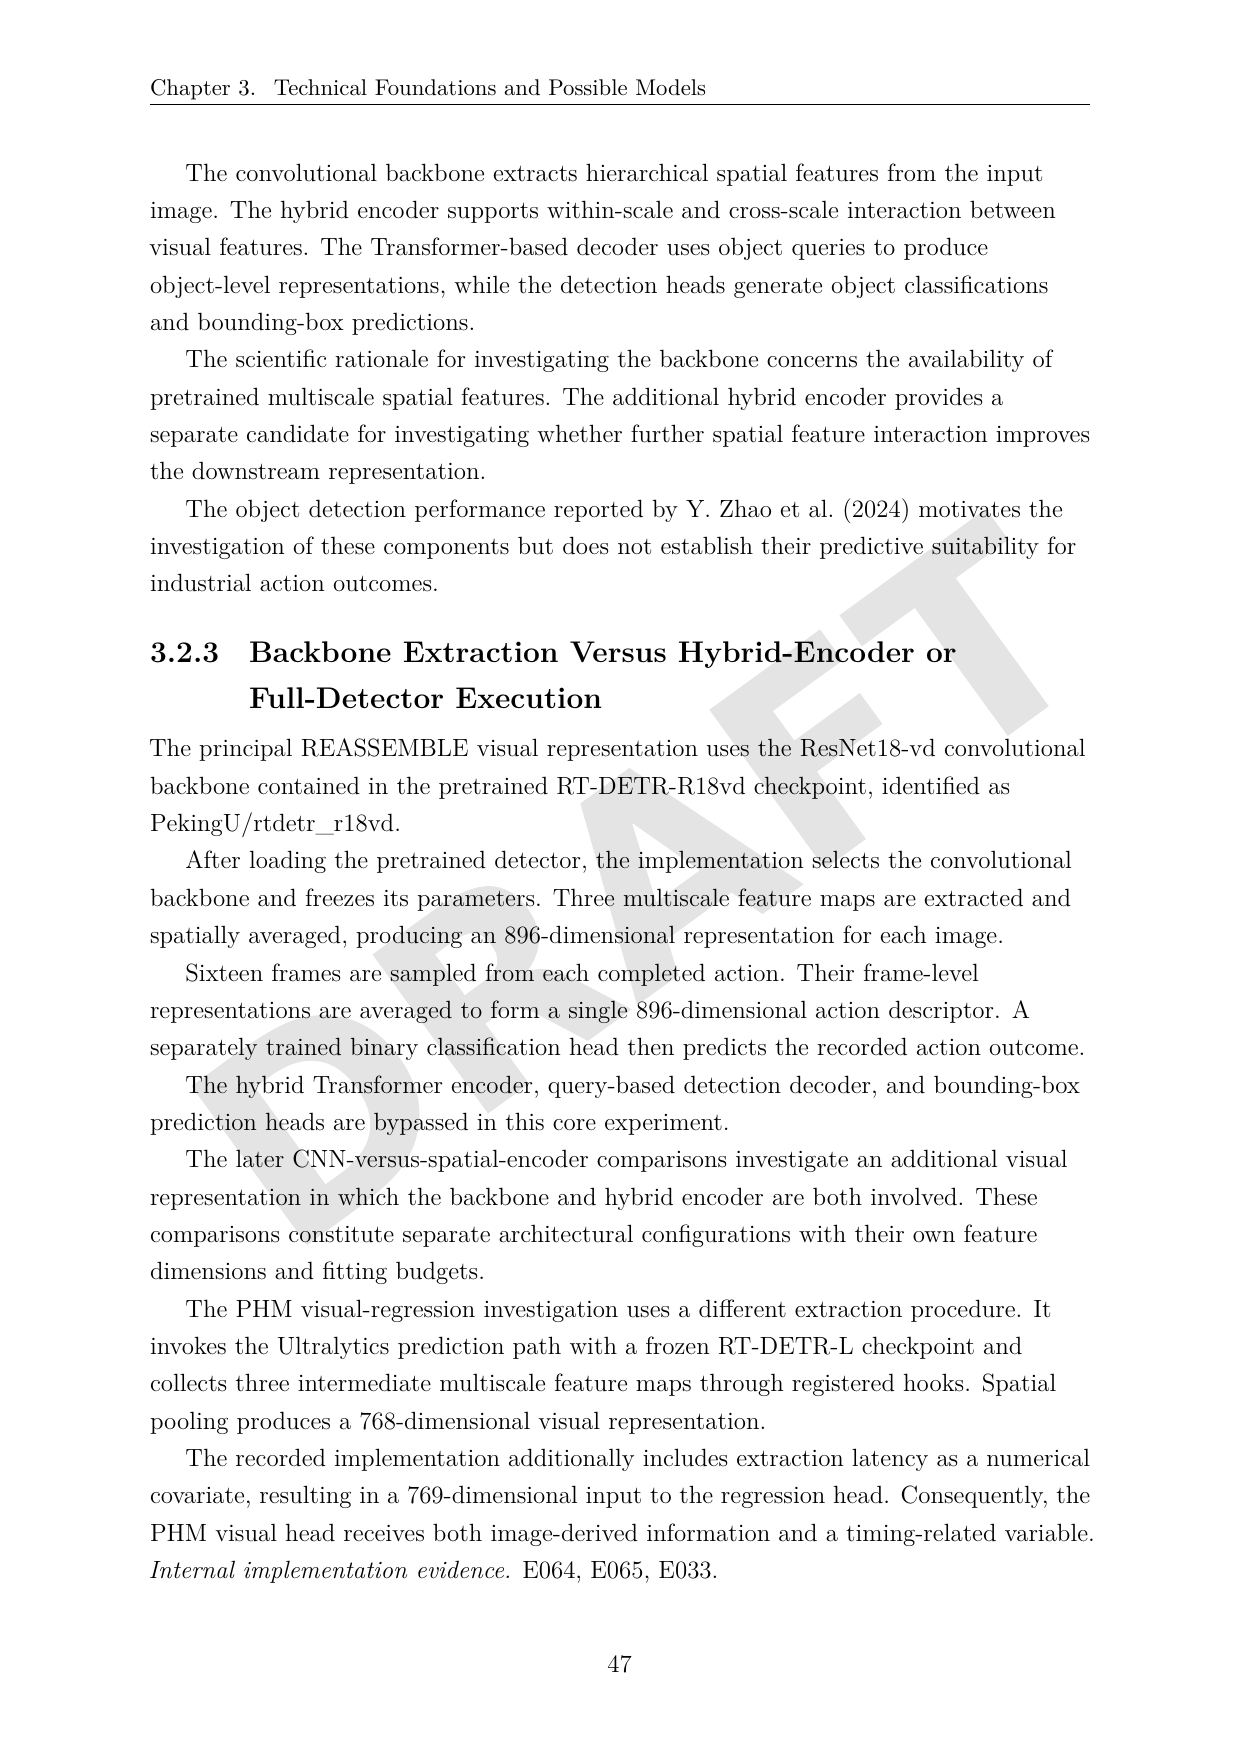 Chapter 3. Technical Foundations and Possible Models
The convolutional backbone extracts hierarchical spatial features from the input
image. The hybrid encoder supports within-scale and cross-scale interaction between
visual features. The Transformer-based decoder uses object queries to produce
object-level representations, while the detection heads generate object classifications
and bounding-box predictions.
The scientific rationale for investigating the backbone concerns the availability of
pretrained multiscale spatial features. The additional hybrid encoder provides a
separate candidate for investigating whether further spatial feature interaction improves
the downstream representation.
The object detection performance reported by Y. Zhao et al. (2024) motivates the
investigation of these components but does not establish their predictive suitability for
industrial action outcomes.
3.2.3 Backbone Extraction Versus Hybrid-Encoder or
Full-Detector Execution
The principal REASSEMBLE visual representation uses the ResNet18-vd convolutional
backbone contained in the pretrained RT-DETR-R18vd checkpoint, identified as
PekingU/rtdetr_r18vd.
After loading the pretrained detector, the implementation selects the convolutional
backbone and freezes its parameters. Three multiscale feature maps are extracted and
spatially averaged, producing an 896-dimensional representation for each image.
Sixteen frames are sampled from each completed action. Their frame-level
representations are averaged to form a single 896-dimensional action descriptor. A
separately trained binary classification head then predicts the recorded action outcome.
The hybrid Transformer encoder, query-based detection decoder, and bounding-box
prediction heads are bypassed in this core experiment.
The later CNN-versus-spatial-encoder comparisons investigate an additional visual
representation in which the backbone and hybrid encoder are both involved. These
comparisons constitute separate architectural configurations with their own feature
dimensions and fitting budgets.
The PHM visual-regression investigation uses a different extraction procedure. It
invokes the Ultralytics prediction path with a frozen RT-DETR-L checkpoint and
collects three intermediate multiscale feature maps through registered hooks. Spatial
pooling produces a 768-dimensional visual representation.
The recorded implementation additionally includes extraction latency as a numerical
covariate, resulting in a 769-dimensional input to the regression head. Consequently, the
PHM visual head receives both image-derived information and a timing-related variable.
Internal implementation evidence. E064, E065, E033.
47
DRAFT